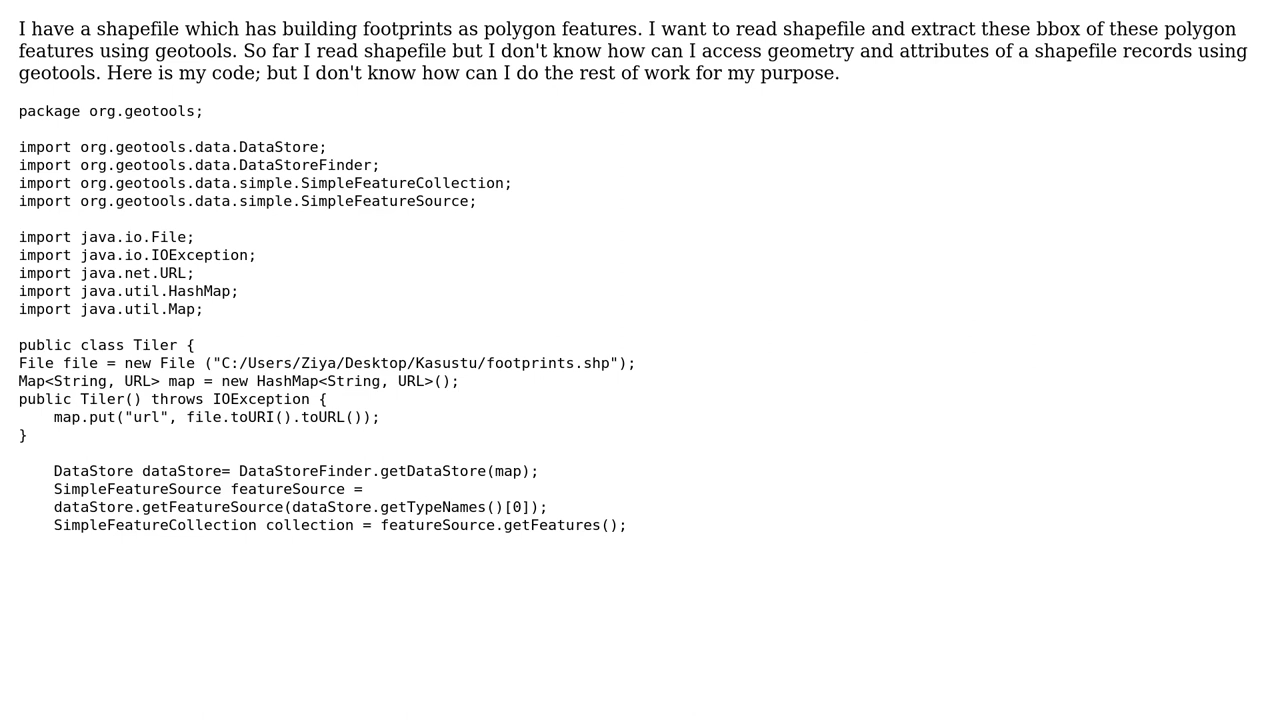 I have a shapefile which has building footprints as polygon features. I want to read shapefile and extract these bbox of these polygon
features using geotools. So far I read shapefile but I don't know how can I access geometry and attributes of a shapefile records using
geotools. Here is my code; but I don't know how can I do the rest of work for my purpose.
package org.geotools;
import org.geotools.data.DataStore;
import org.geotools.data.DataStoreFinder;
import org.geotools.data.simple.SimpleFeatureCollection;
import org.geotools.data.simple.SimpleFeatureSource;
import java.io.File;
import java.io.IOException;
import java.net.URL;
import java.util.HashMap;
import java.util.Map;
public class Tiler {
File file = new File ("C:/Users/Ziya/Desktop/Kasustu/footprints.shp");
Map<String, URL> map = new HashMap<String, URL>();
public Tiler() throws IOException {
    map.put("url", file.toURI().toURL());
}
    DataStore dataStore= DataStoreFinder.getDataStore(map);
    SimpleFeatureSource featureSource =
    dataStore.getFeatureSource(dataStore.getTypeNames()[0]);
    SimpleFeatureCollection collection = featureSource.getFeatures();